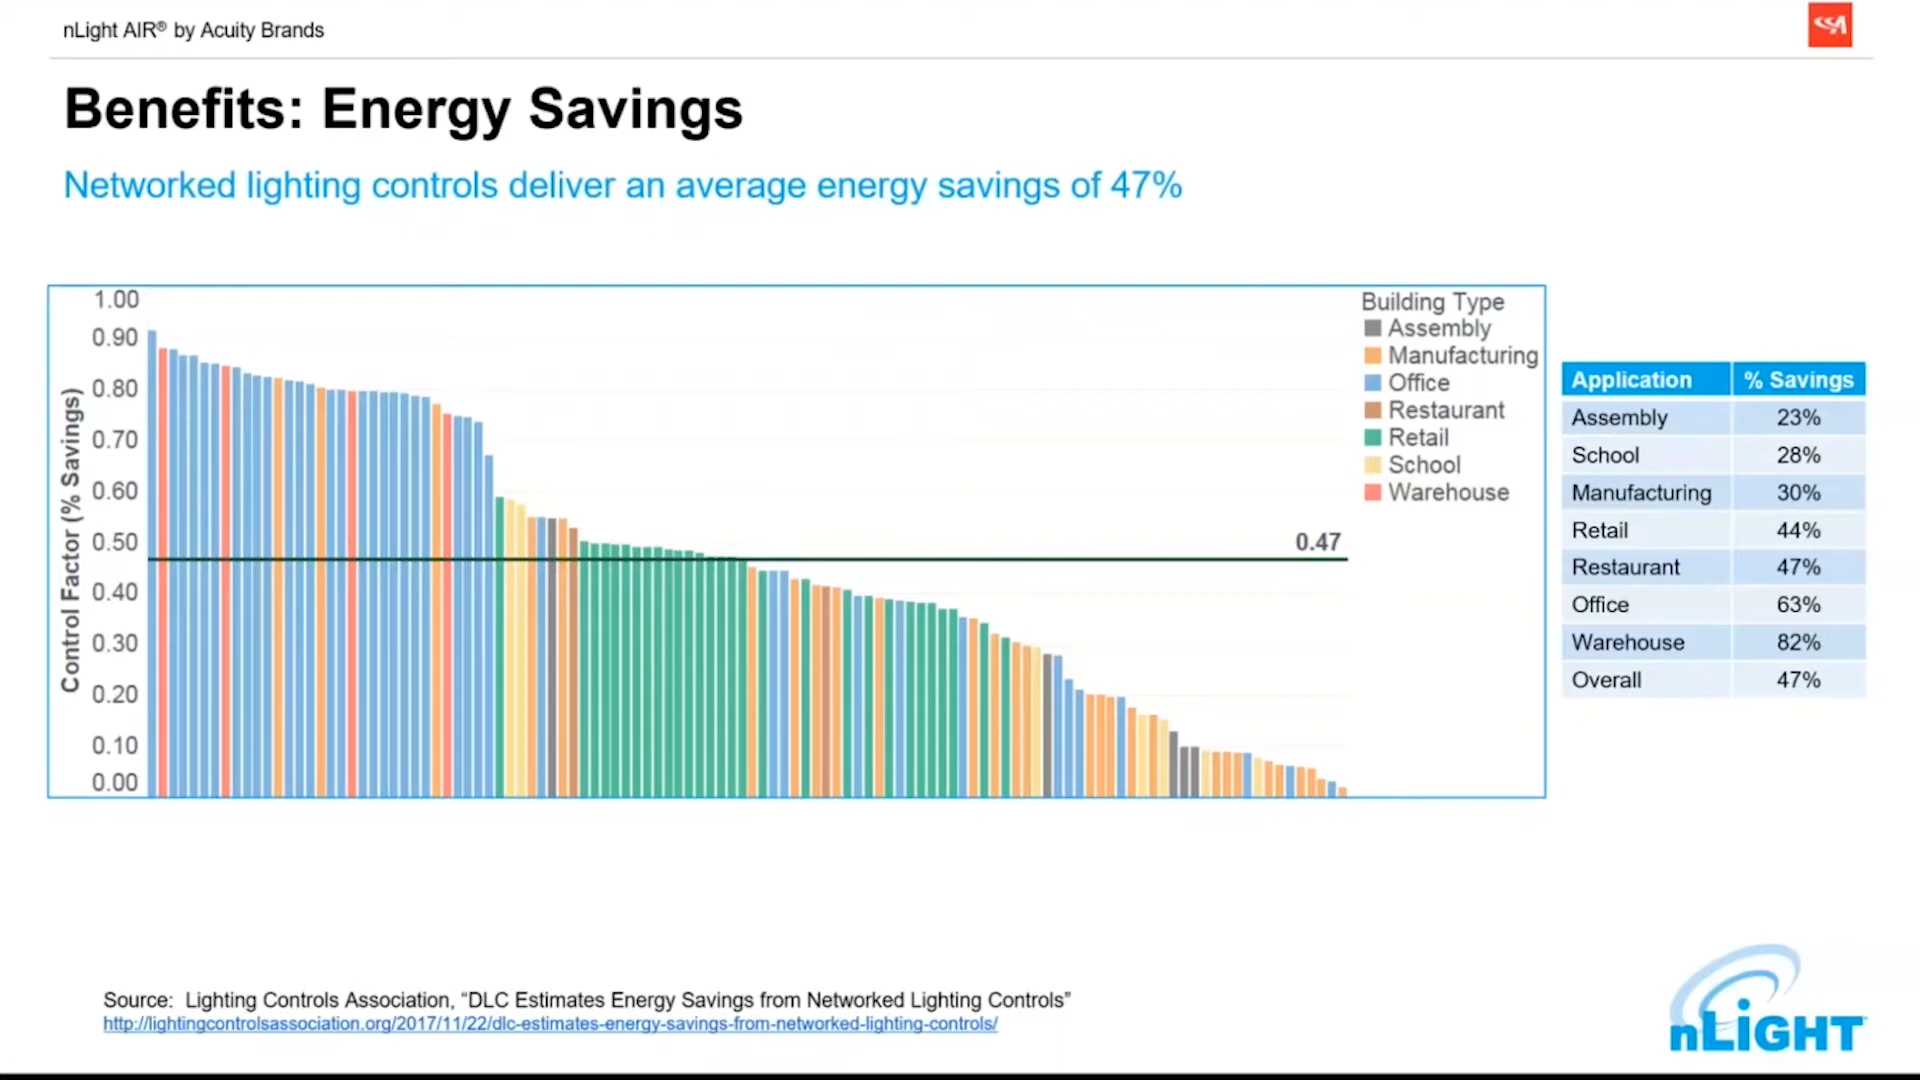 nLight AIR® by Acuity Brands
CSA
Benefits: Energy Savings
Networked lighting controls deliver an average energy savings of 47%
Control Factor (% Savings)
1.00
0.90
0.80
0.70
0.60
0.50
0.40
0.30
0.20
0.10
0.00
0.47
Building Type
Assembly
Manufacturing
Office
Restaurant
Retail
School
Warehouse
Application % Savings
Assembly 23%
School 28%
Manufacturing 30%
Retail 44%
Restaurant 47%
Office 63%
Warehouse 82%
Overall 47%
Source: Lighting Controls Association, “DLC Estimates Energy Savings from Networked Lighting Controls”
http://lightingcontrolsassociation.org/2017/11/22/dlc-estimates-energy-savings-from-networked-lighting-controls/
nLiGHT